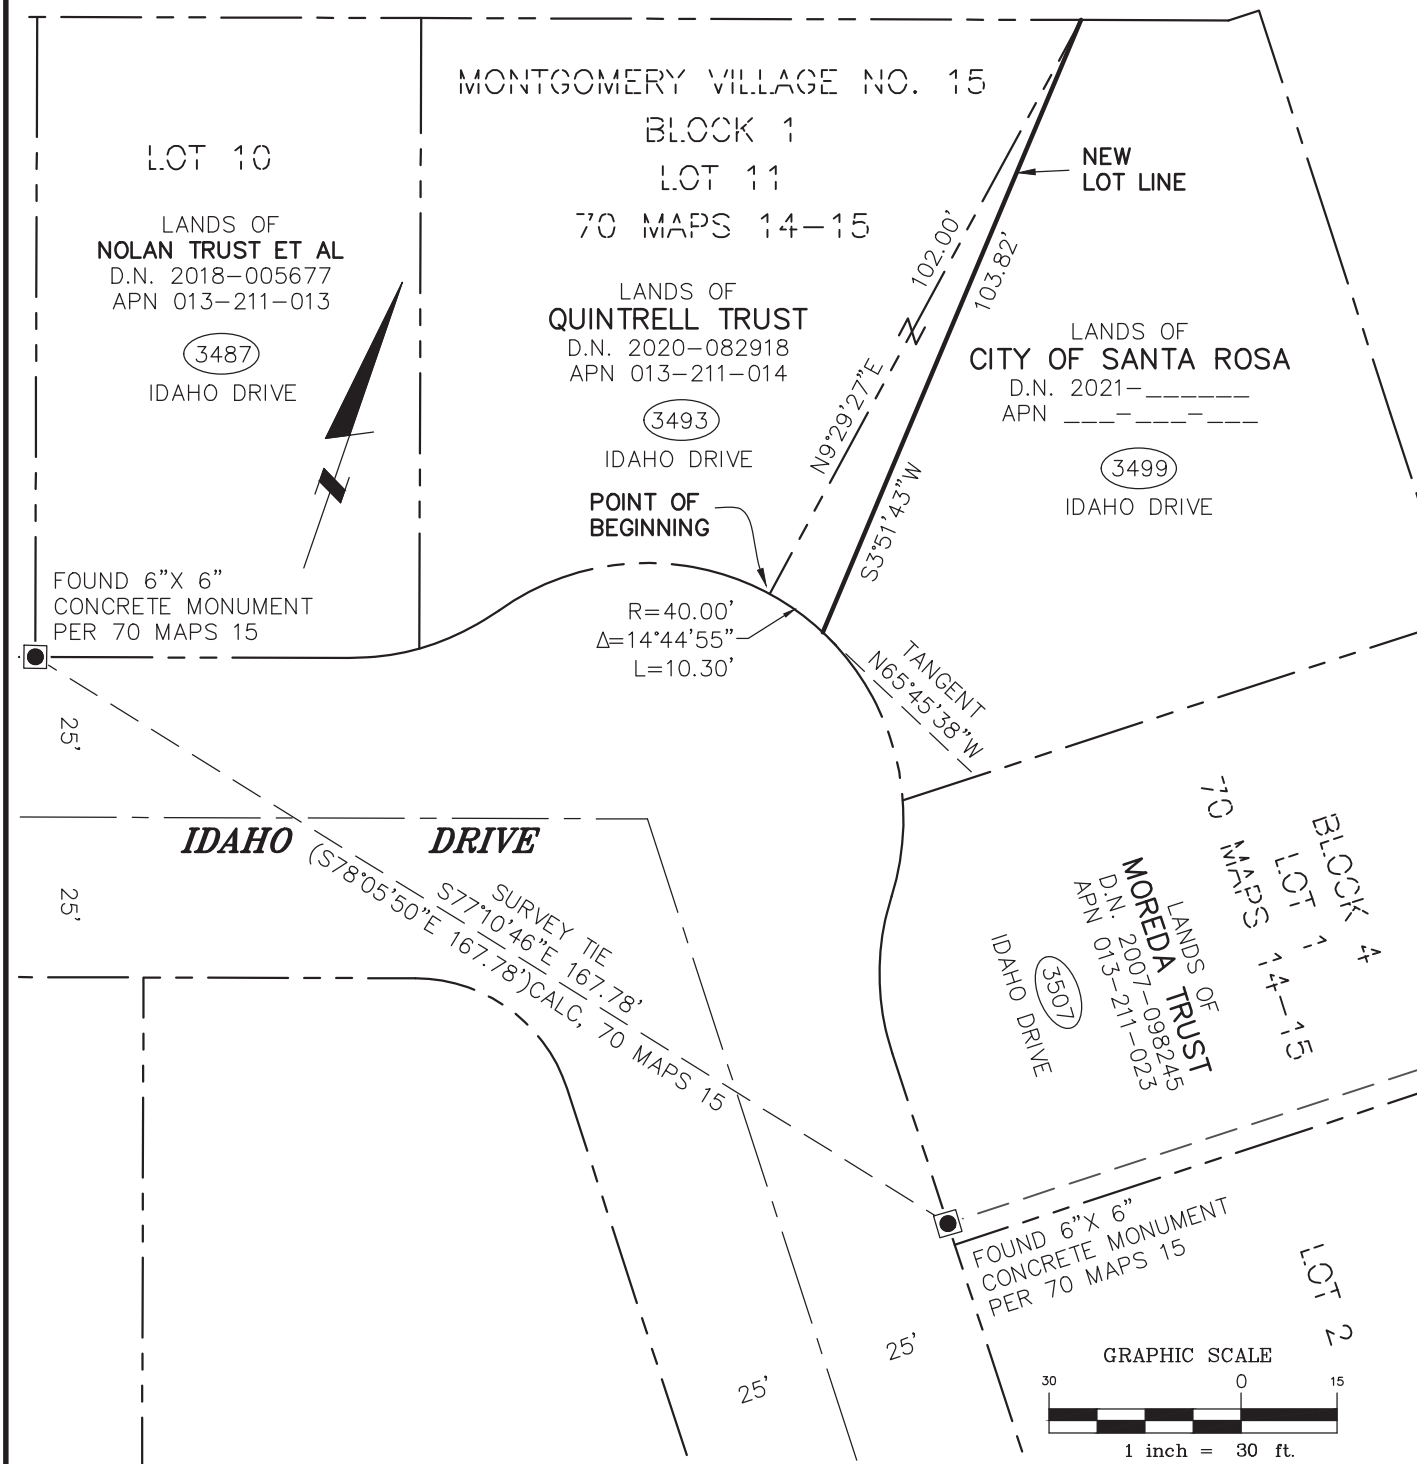 MONTGOMERY VILLAGE NO. 15
BLOCK 1
LOT 11
70 MAPS 14-15
LOT 10
LANDS OF
NOLAN TRUST ET AL
D.N. 2018-005677
APN 013-211-013
3487
IDAHO DRIVE
LANDS OF
QUINTRELL TRUST
D.N. 2020-082918
APN 013-211-014
3493
IDAHO DRIVE
NEW
LOT LINE
102.00'
N9°29'27"E
103.82'
S3°51'43"W
LANDS OF
CITY OF SANTA ROSA
D.N. 2021-______
APN ___-___-___
3499
IDAHO DRIVE
POINT OF
BEGINNING
FOUND 6"X 6"
CONCRETE MONUMENT
PER 70 MAPS 15
R=40.00'
Δ=14°44'55"
L=10.30'
TANGENT
N65°45'38"W
25'
25'
IDAHO DRIVE
SURVEY TIE
S77°10'46"E 167.78'
(S78°05'50"E 167.78')CALC, 70 MAPS 15
BLOCK 4
LOT 1
70 MAPS 14-15
LANDS OF
MOREDA TRUST
D.N. 2007-098245
APN 013-211-023
3507
IDAHO DRIVE
FOUND 6"X 6"
CONCRETE MONUMENT
PER 70 MAPS 15
LOT 2
25'
25'
GRAPHIC SCALE
30 0 15
1 inch = 30 ft.